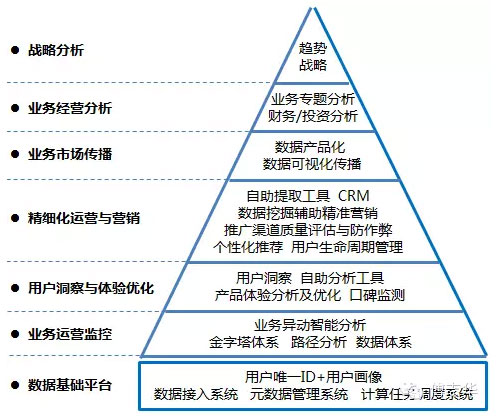 趋势
● 战略分析
战略
业务专题分析
● 业务经营分析
财务/投资分析
数据产品化
● 业务市场传播
数据可视化传播
自助提取工具 CRM
数据挖掘辅助精准营销
● 精细化运营与营销
推广渠道质量评估与防作弊
个性化推荐 用户生命周期管理
用户洞察 自助分析工具
● 用户洞察与体验优化
产品体验分析及优化 口碑监测
业务异动智能分析
● 业务运营监控
金字塔体系 路径分析 数据体系
用户唯一ID+用户画像
● 数据基础平台
数据接入系统 元数据管理系统 计算任务调度系统